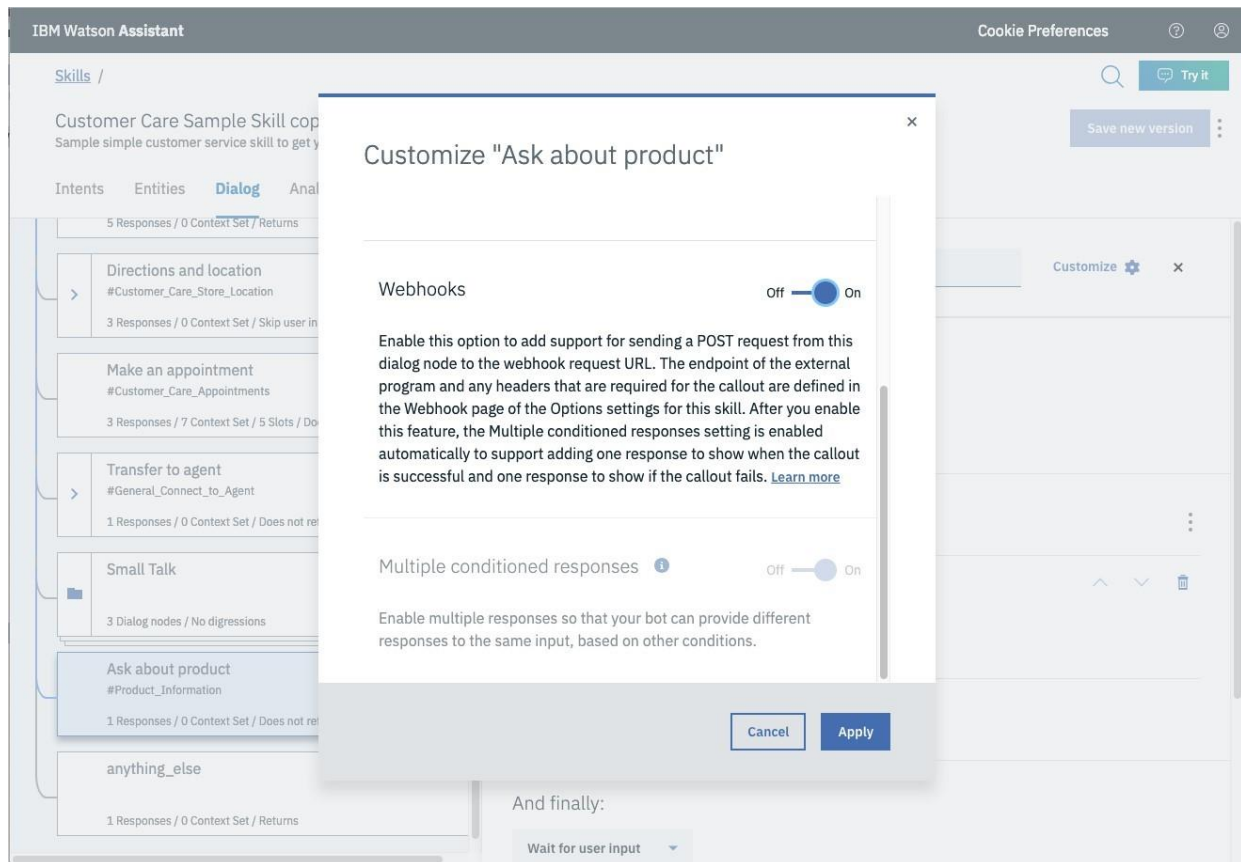 IBM Watson Assistant
Cookie Preferences
Skills /
Try it
Customer Care Sample Skill cop
Sample simple customer service skill to get y
Save new version
Intents Entities Dialog Anal
5 Responses / 0 Context Set / Returns
Directions and location
#Customer_Care_Store_Location
3 Responses / 0 Context Set / Skip user in
Make an appointment
#Customer_Care_Appointments
3 Responses / 7 Context Set / 5 Slots / Do
Transfer to agent
#General_Connect_to_Agent
1 Responses / 0 Context Set / Does not ret
Small Talk
3 Dialog nodes / No digressions
Ask about product
#Product_Information
1 Responses / 0 Context Set / Does not ret
anything_else
1 Responses / 0 Context Set / Returns
Customize "Ask about product"
Webhooks
Off On
Enable this option to add support for sending a POST request from this
dialog node to the webhook request URL. The endpoint of the external
program and any headers that are required for the callout are defined in
the Webhook page of the Options settings for this skill. After you enable
this feature, the Multiple conditioned responses setting is enabled
automatically to support adding one response to show when the callout
is successful and one response to show if the callout fails. Learn more
Multiple conditioned responses
Off On
Enable multiple responses so that your bot can provide different
responses to the same input, based on other conditions.
Cancel
Apply
Customize
And finally:
Wait for user input